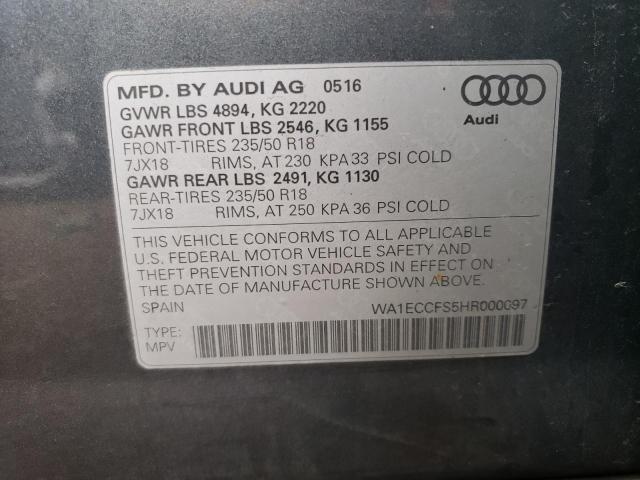 MFD. BY AUDI AG 0516
GVWR LBS 4894, KG 2220
GAWR FRONT LBS 2546, KG 1155
FRONT-TIRES 235/50 R18
7JX18 RIMS, AT 230 KPA 33 PSI COLD
GAWR REAR LBS 2491, KG 1130
REAR-TIRES 235/50 R18
7JX18 RIMS, AT 250 KPA 36 PSI COLD
Audi
THIS VEHICLE CONFORMS TO ALL APPLICABLE
U.S. FEDERAL MOTOR VEHICLE SAFETY AND
THEFT PREVENTION STANDARDS IN EFFECT ON
THE DATE OF MANUFACTURE SHOWN ABOVE.
SPAIN WA1ECCFS5HR000097
TYPE:
MPV